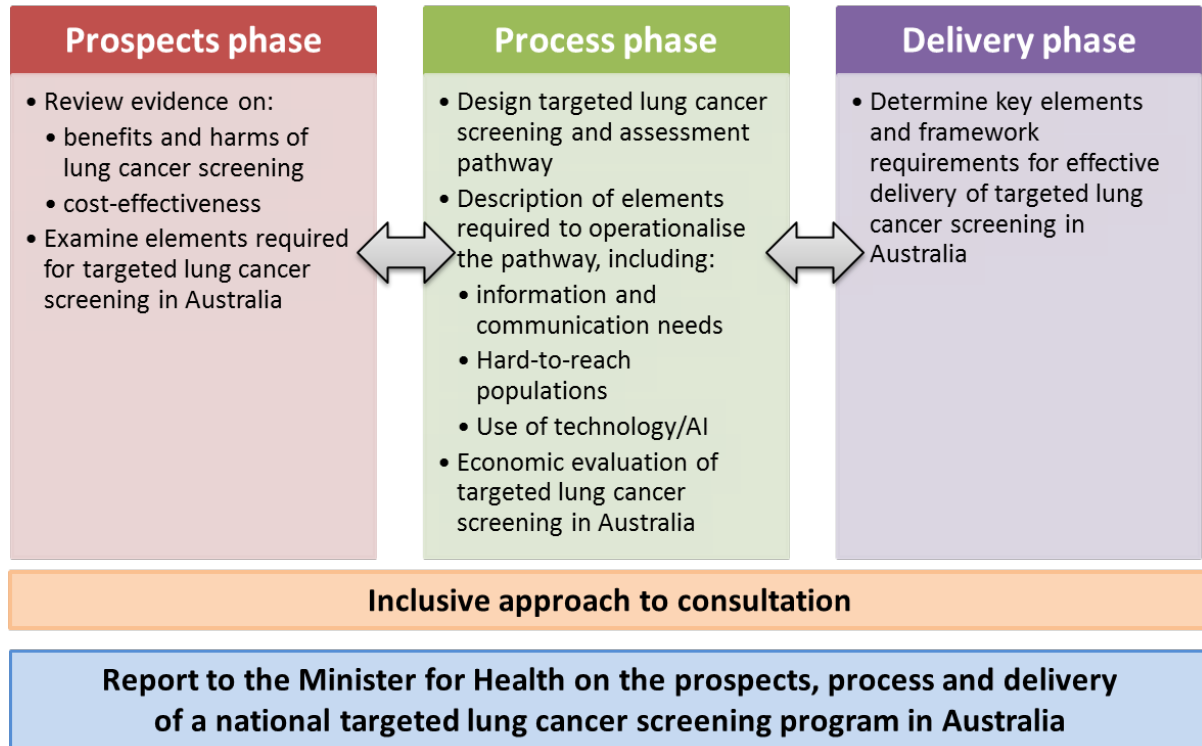 Prospects phase
• Review evidence on:
• benefits and harms of
lung cancer screening
• cost-effectiveness
• Examine elements required
for targeted lung cancer
screening in Australia
Process phase
• Design targeted lung cancer
screening and assessment
pathway
• Description of elements
required to operationalise
the pathway, including:
• information and
communication needs
• Hard-to-reach
populations
• Use of technology/AI
• Economic evaluation of
targeted lung cancer
screening in Australia
Delivery phase
• Determine key elements
and framework
requirements for effective
delivery of targeted lung
cancer screening in
Australia
Inclusive approach to consultation
Report to the Minister for Health on the prospects, process and delivery
of a national targeted lung cancer screening program in Australia